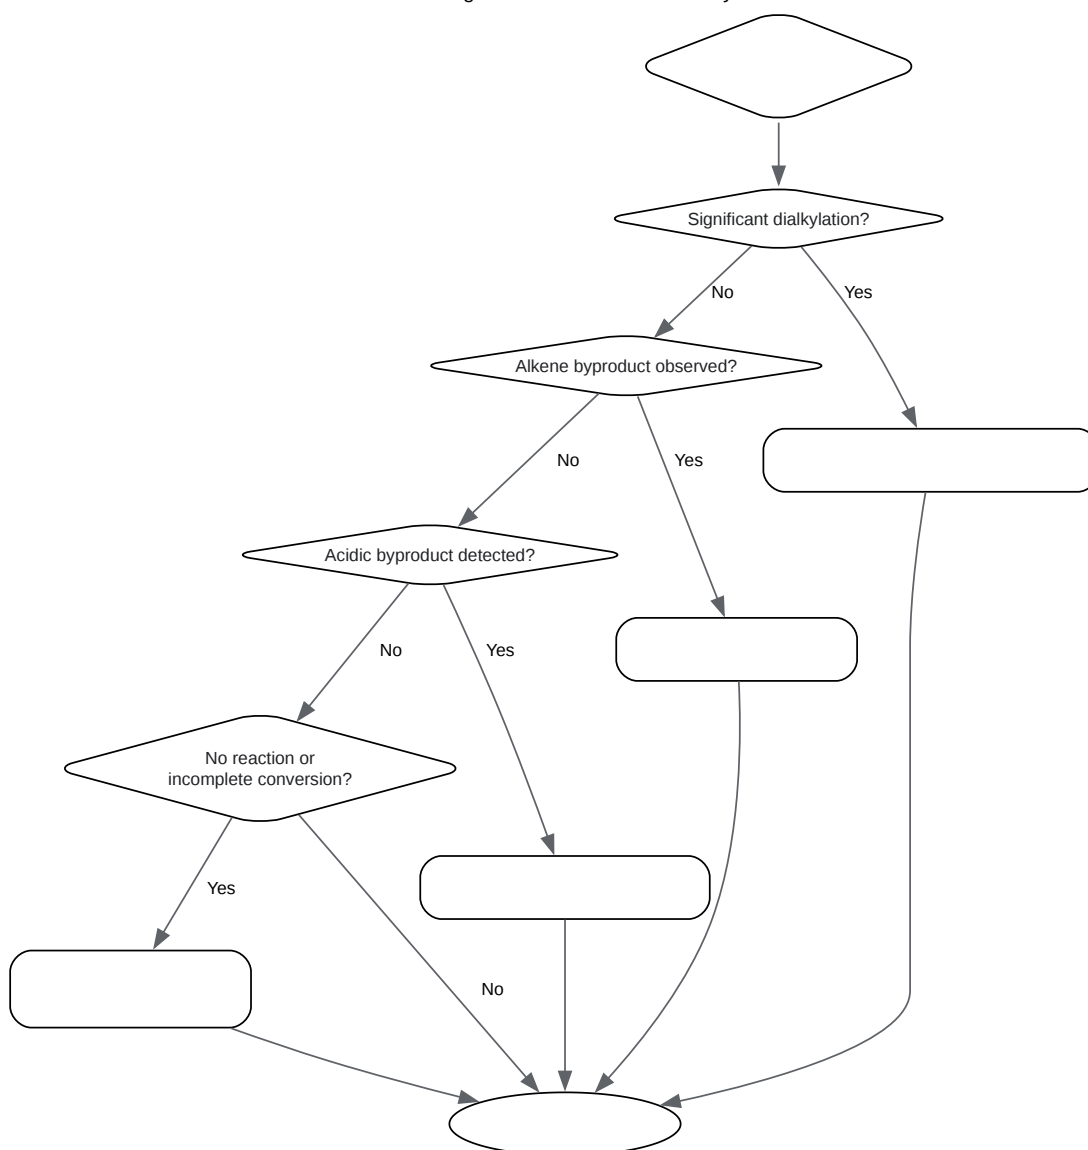 Significant dialkylation?
No
Yes
Alkene byproduct observed?
No
Yes
Acidic byproduct detected?
No
Yes
No reaction or
incomplete conversion?
Yes
No